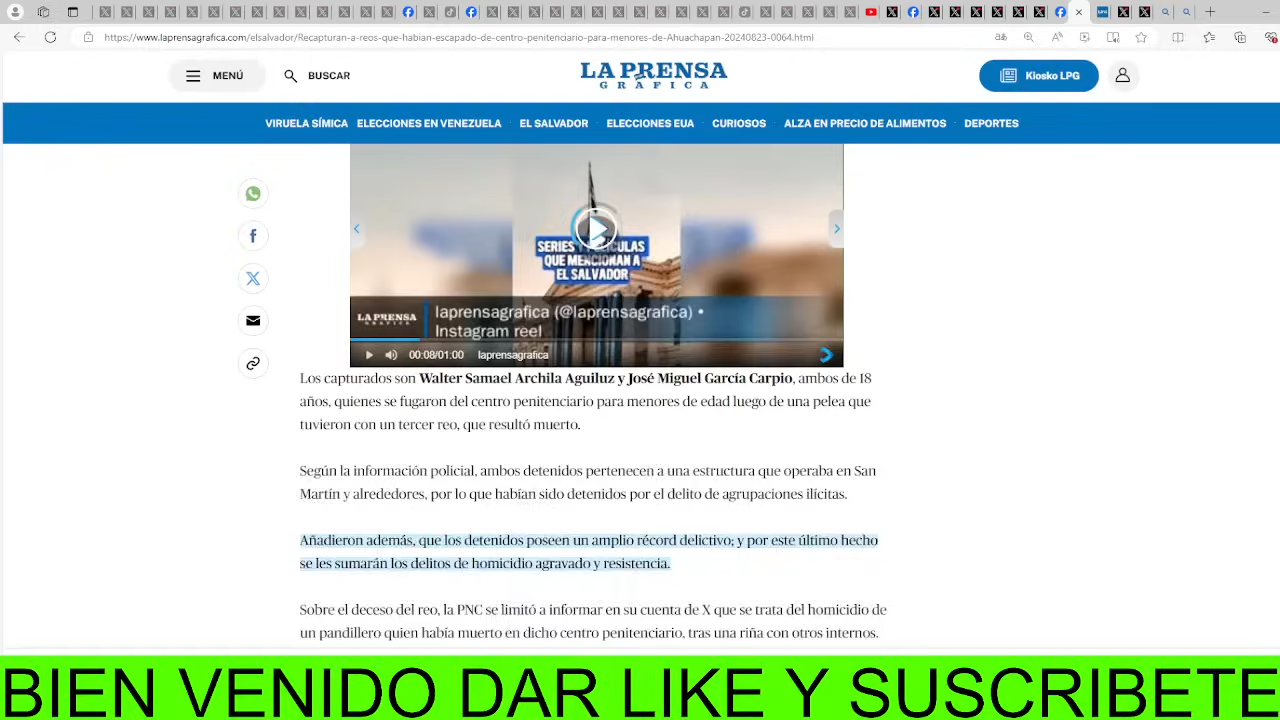 https://www.laprensagrafica.com/elsalvador/Recapturan-a-reos-que-habian-escapado-de-centro-penitenciario-para-menores-de-Ahuachapan-20240823-0064.html
MENÚ
BUSCAR
LA PRENSA
GRÁFICA
Kiosko LPG
VIRUELA SÍMICA
ELECCIONES EN VENEZUELA
EL SALVADOR
ELECCIONES EUA
CURIOSOS
ALZA EN PRECIO DE ALIMENTOS
DEPORTES
SERIES Y PELÍCULAS
QUE MENCIONAN A
EL SALVADOR
LA PRENSA
GRÁFICA
laprensagrafica (@laprensagrafica) •
Instagram reel
00:08/01:00
laprensagrafica
Los capturados son Walter Samael Archila Aguiluz y José Miguel García Carpio, ambos de 18
años, quienes se fugaron del centro penitenciario para menores de edad luego de una pelea que
tuvieron con un tercer reo, que resultó muerto.
Según la información policial, ambos detenidos pertenecen a una estructura que operaba en San
Martín y alrededores, por lo que habían sido detenidos por el delito de agrupaciones ilícitas.
Añadieron además, que los detenidos poseen un amplio récord delictivo; y por este último hecho
se les sumarán los delitos de homicidio agravado y resistencia.
Sobre el deceso del reo, la PNC se limitó a informar en su cuenta de X que se trata del homicidio de
un pandillero quien había muerto en dicho centro penitenciario, tras una riña con otros internos.
BIEN VENIDO DAR LIKE Y SUSCRIBETE